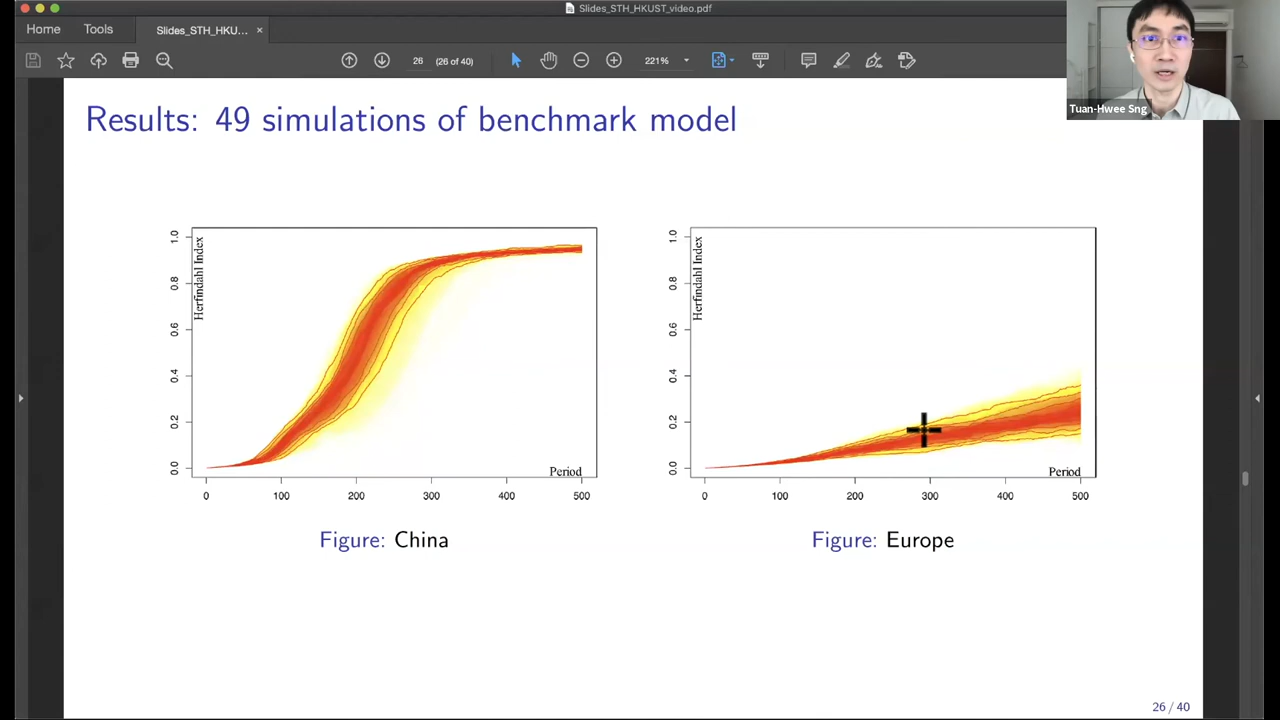 Slides_STH_HKUST_video.pdf
Home Tools Slides_STH_HKU... ×
26 (26 of 40) 221%
Tuan-Hwee Sng
Results: 49 simulations of benchmark model
Herfindahl Index
1.0
0.8
0.6
0.4
0.2
0.0
Period
0 100 200 300 400 500
Figure: China
Herfindahl Index
1.0
0.8
0.6
0.4
0.2
0.0
Period
0 100 200 300 400 500
Figure: Europe
26 / 40